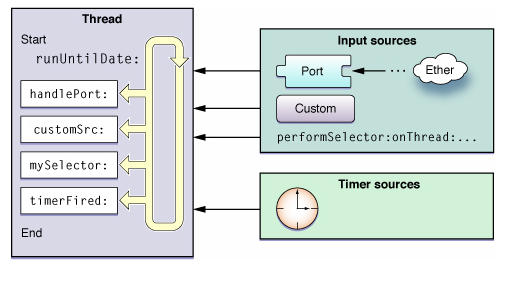 Thread
Start
runUntilDate:
handlePort:
customSrc:
mySelector:
timerFired:
End
Input sources
Port
Ether
Custom
performSelector:onThread:...
Timer sources